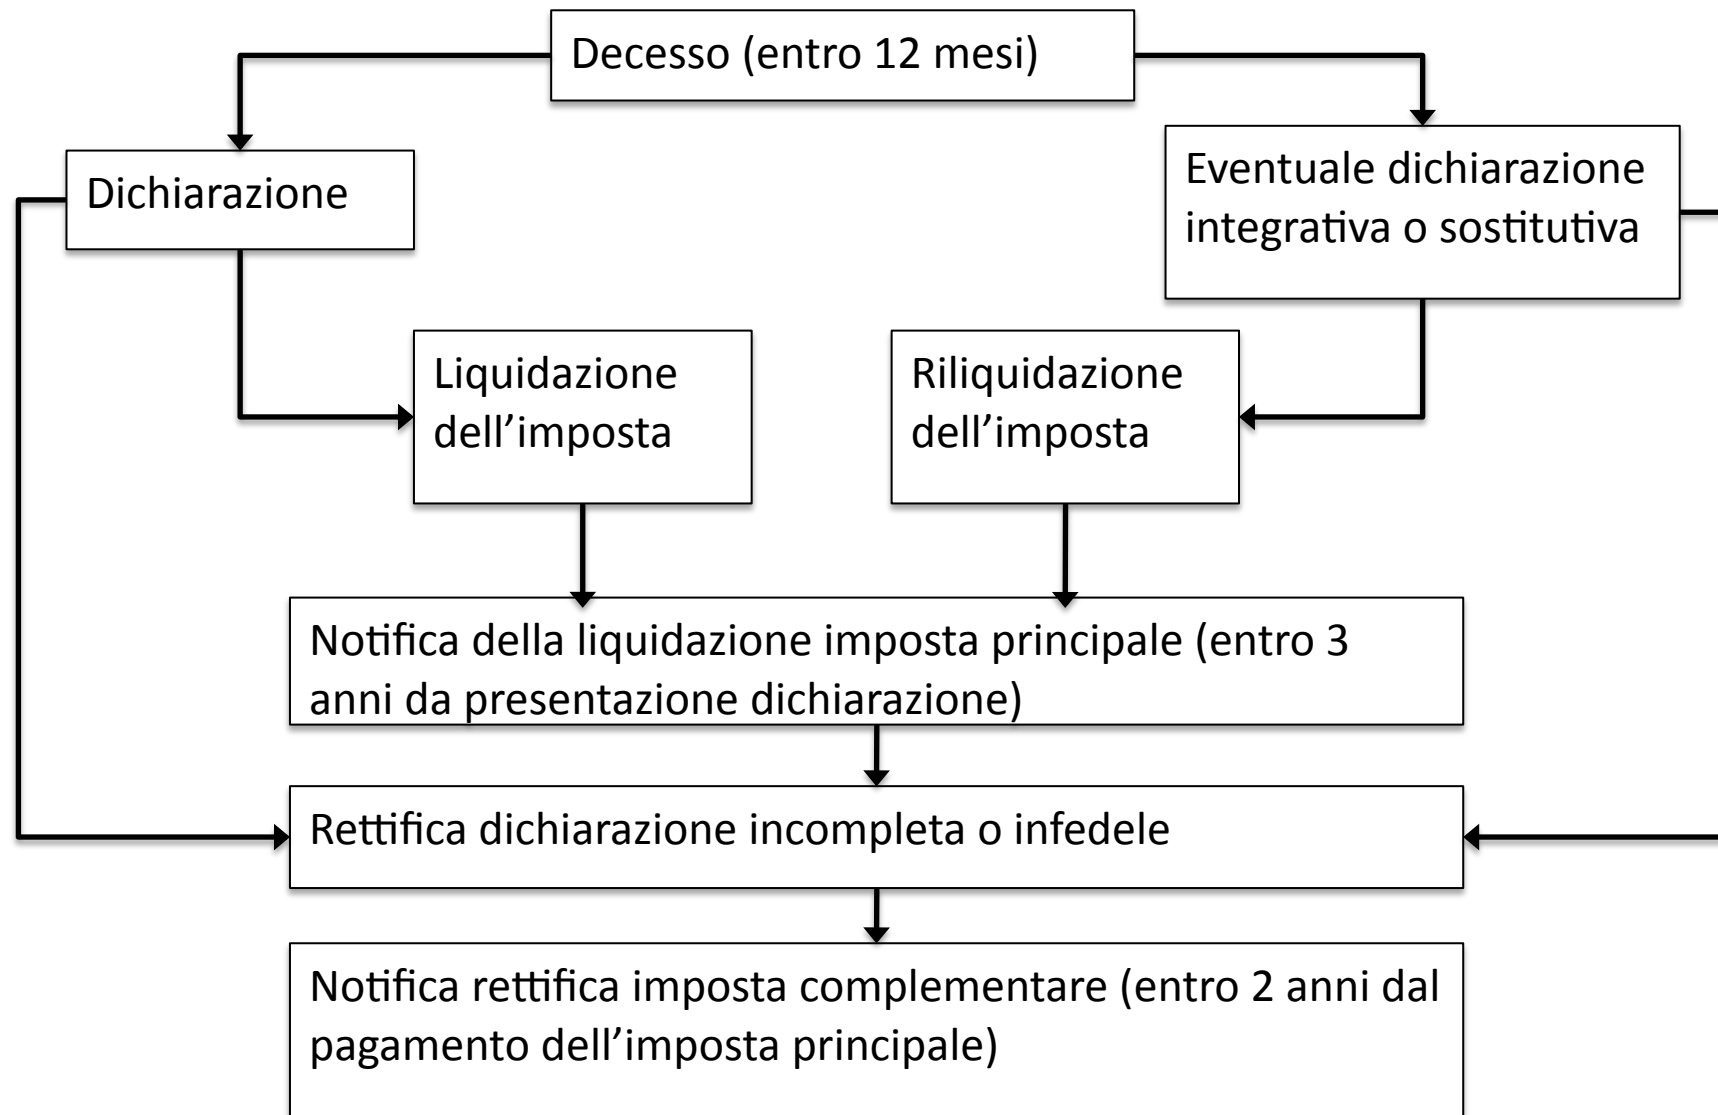 Decesso (entro 12 mesi)
Dichiarazione
Eventuale dichiarazione
integrativa o sostitutiva
Liquidazione
dell’imposta
Riliquidazione
dell’imposta
Notifica della liquidazione imposta principale (entro 3
anni da presentazione dichiarazione)
Rettifica dichiarazione incompleta o infedele
Notifica rettifica imposta complementare (entro 2 anni dal
pagamento dell’imposta principale)